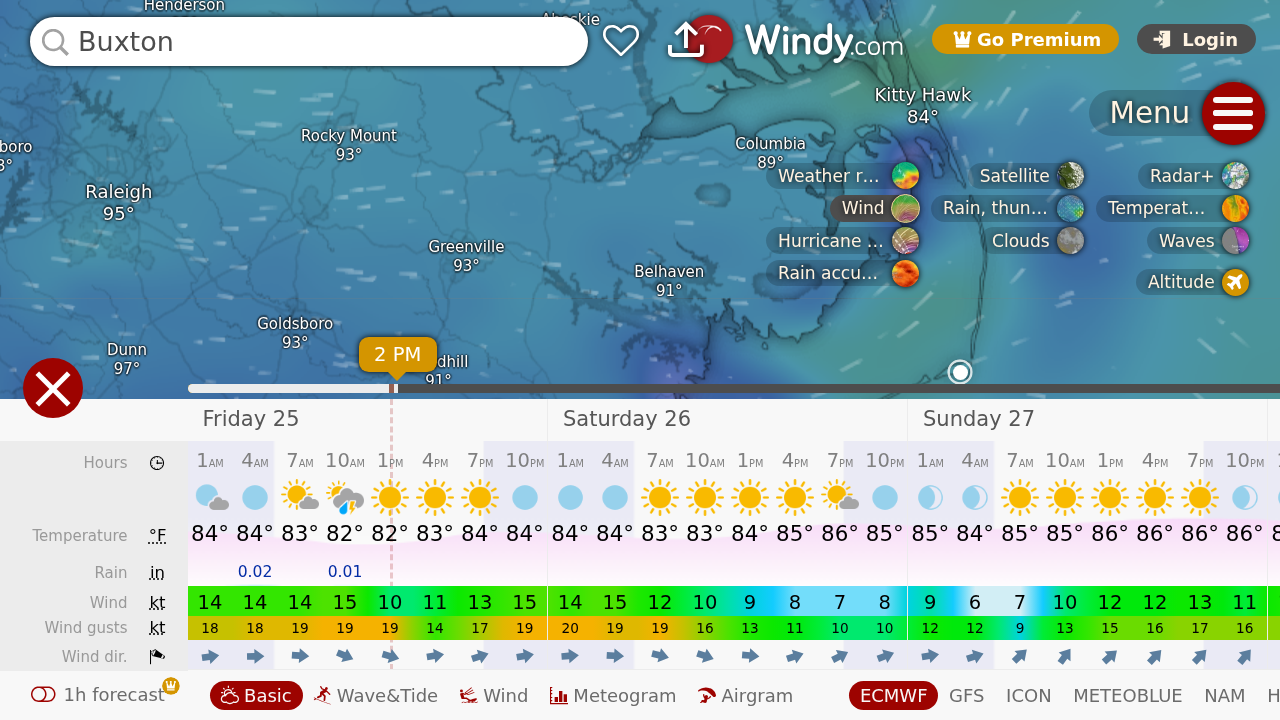 Henderson
Buxton
Windy.com
Go Premium
Login
Menu
Kitty Hawk
84°
Rocky Mount
93°
Columbia
89°
Raleigh
95°
Weather r...
Satellite
Radar+
Wind
Rain, thun...
Temperat...
Hurricane ...
Clouds
Waves
Rain accu...
Altitude
Greenville
93°
Belhaven
91°
Goldsboro
93°
Dunn
97°
2 PM
dhill
91°
Friday 25 Saturday 26 Sunday 27
Hours 1AM 4AM 7AM 10AM 1PM 4PM 7PM 10PM 1AM 4AM 7AM 10AM 1PM 4PM 7PM 10PM 1AM 4AM 7AM 10AM 1PM 4PM 7PM 10PM
Temperature °F 84° 84° 83° 82° 82° 83° 84° 84° 84° 84° 83° 83° 84° 85° 86° 85° 85° 84° 85° 85° 86° 86° 86° 86° 8
Rain in 0.02 0.01
Wind kt 14 14 14 15 10 11 13 15 14 15 12 10 9 8 7 8 9 6 7 10 12 12 13 11
Wind gusts kt 18 18 19 19 19 14 17 19 20 19 19 16 13 11 10 10 12 12 9 13 15 16 17 16
Wind dir.
1h forecast Basic Wave&Tide Wind Meteogram Airgram ECMWF GFS ICON METEOBLUE NAM H